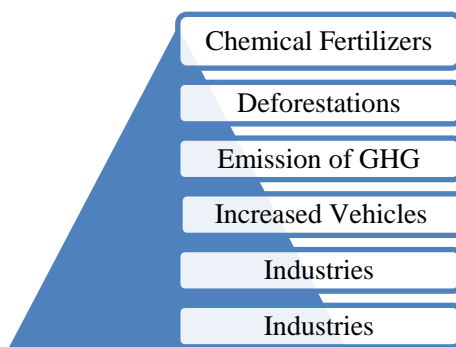 Chemical Fertilizers
Deforestations
Emission of GHG
Increased Vehicles
Industries
Industries